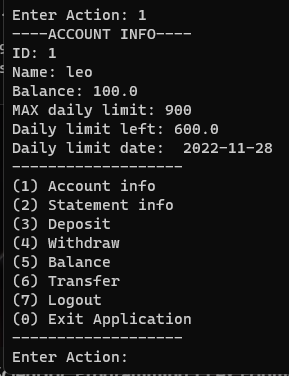 Enter Action: 1
----ACCOUNT INFO----
ID: 1
Name: leo
Balance: 100.0
MAX daily limit: 900
Daily limit left: 600.0
Daily limit date:  2022-11-28
-------------------
(1) Account info
(2) Statement info
(3) Deposit
(4) Withdraw
(5) Balance
(6) Transfer
(7) Logout
(0) Exit Application
-------------------
Enter Action: